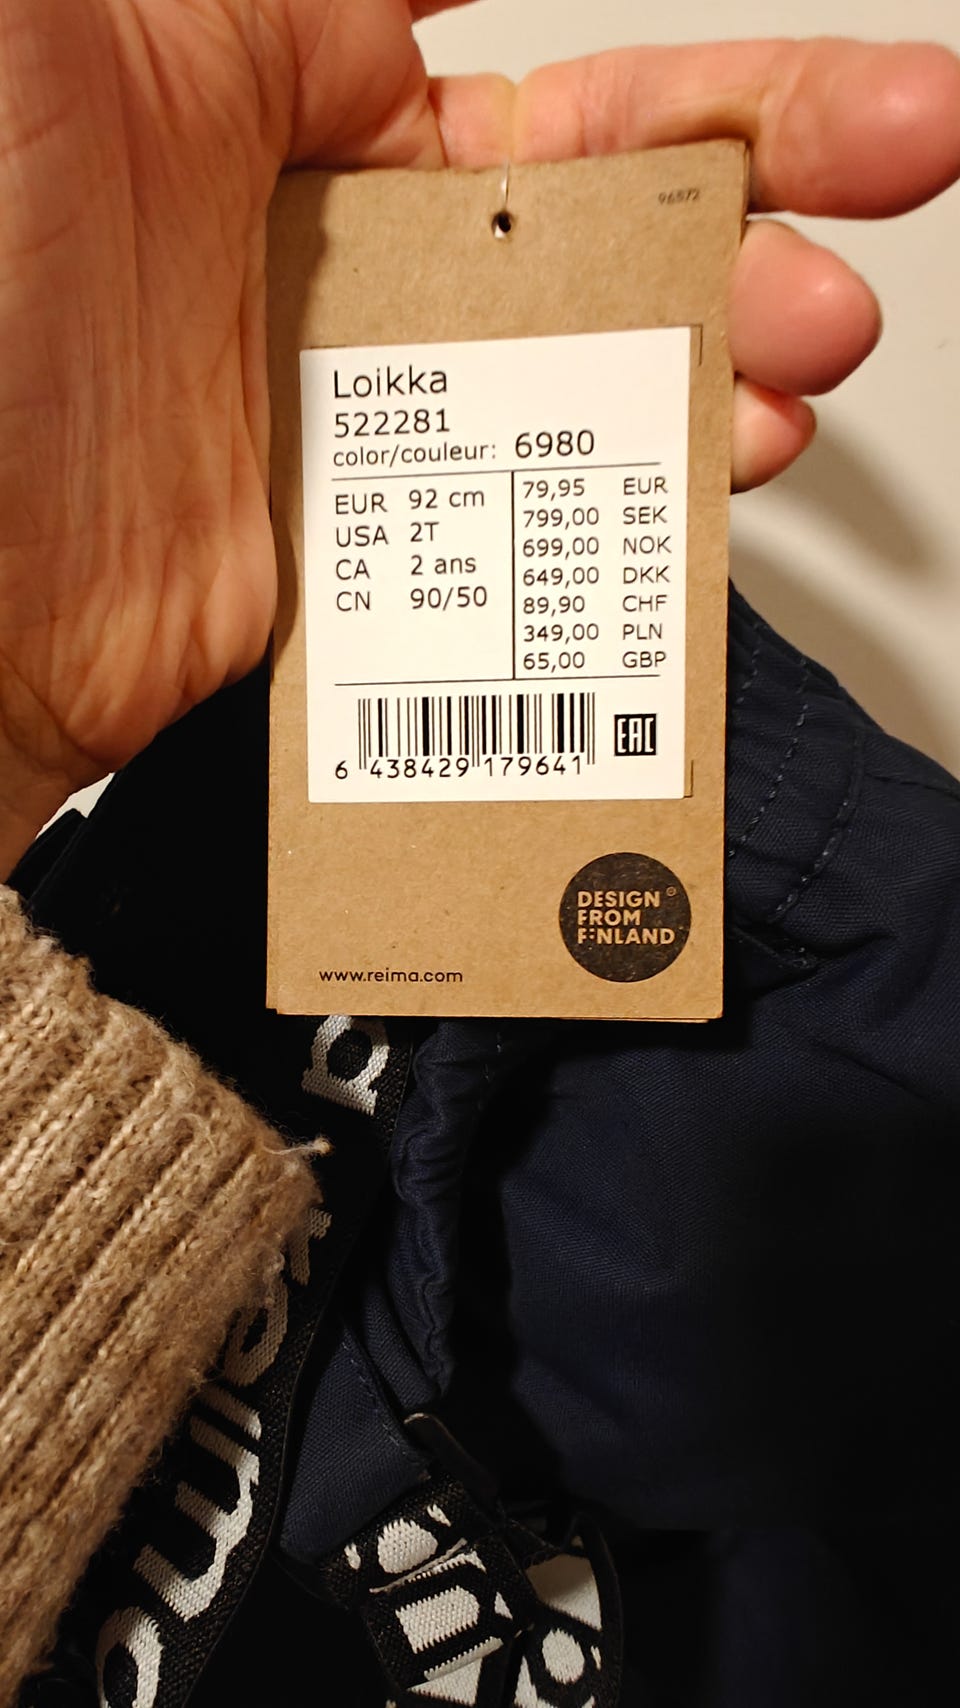 96572
Loikka
522281
color/couleur: 6980
EUR 92 cm
USA 2T
CA 2 ans
CN 90/50
79,95 EUR
799,00 SEK
699,00 NOK
649,00 DKK
89,90 CHF
349,00 PLN
65,00 GBP
6 438429 179641
EAC
DESIGN
FROM
FINLAND
www.reima.com
reima